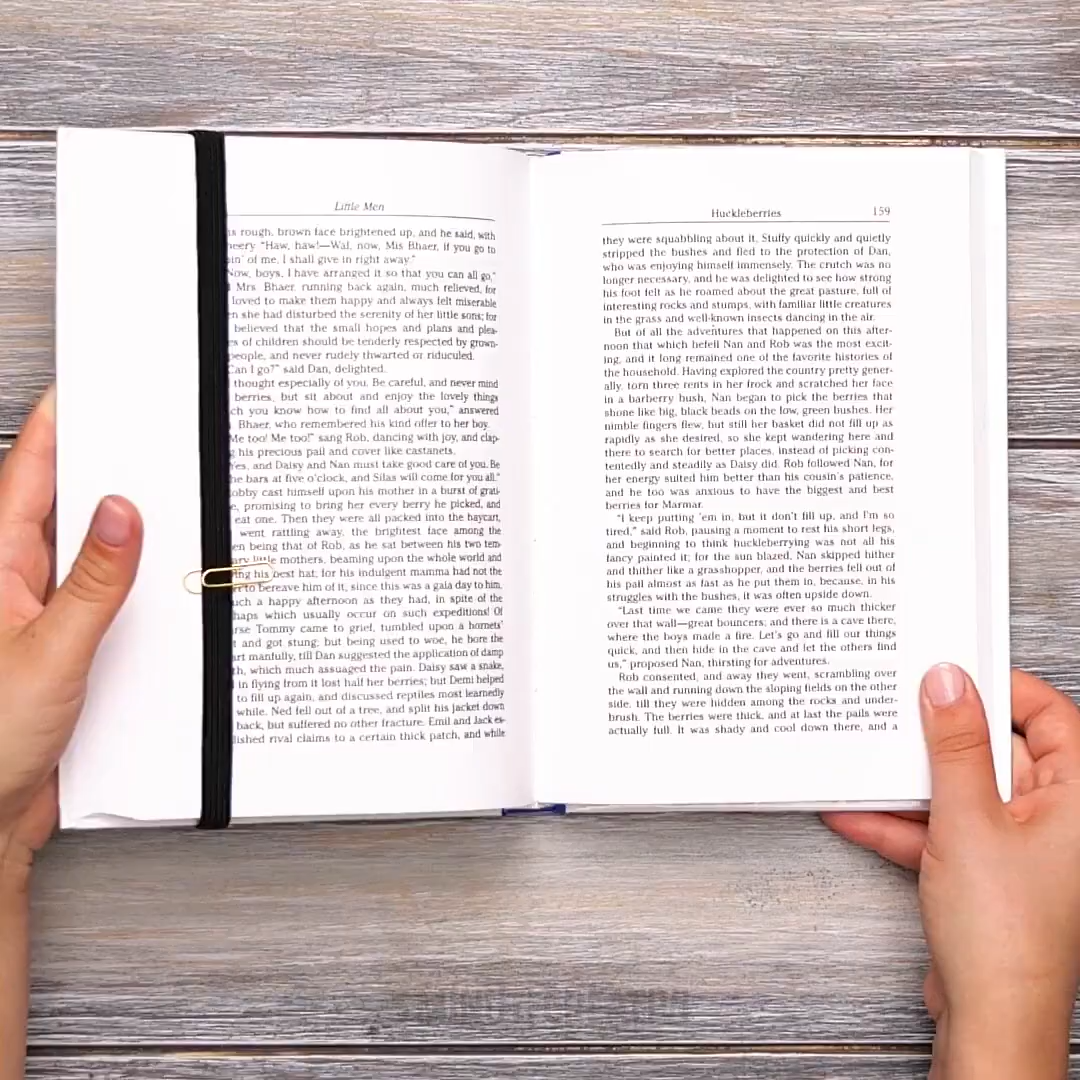 Little Men
is rough, brown face brightened up, and he said, with
heery "Haw, haw!—Wal, now, Mis Bhaer, if you go to
in' of me, I shall give in right away."
Now, boys, I have arranged it so that you can all go,"
Mrs. Bhaer, running back again, much relieved, for
loved to make them happy and always felt miserable
n she had disturbed the serenity of her little sons; for
believed that the small hopes and plans and plea-
s of children should be tenderly respected by grown-
people, and never rudely thwarted or riduculed.
Can I go?" said Dan, delighted.
thought especially of you. Be careful, and never mind
berries, but sit about and enjoy the lovely things
ch you know how to find all about you," answered
Bhaer, who remembered his kind offer to her boy.
Me too! Me too!" sang Rob, dancing with joy, and clap-
g his precious pail and cover like castanets.
Yes, and Daisy and Nan must take good care of you. Be
he bars at five o'clock, and Silas will come for you all."
obby cast himself upon his mother in a burst of grati-
e, promising to bring her every berry he picked, and
eat one. Then they were all packed into the haycart,
went rattling away, the brightest face among the
en being that of Rob, as he sat between his two tem-
ary little mothers, beaming upon the whole world and
ing his best hat; for his indulgent mamma had not the
rt to bereave him of it, since this was a gala day to him.
uch a happy afternoon as they had, in spite of the
haps which usually occur on such expeditions! Of
rse Tommy came to grief, tumbled upon a hornets'
t and got stung; but being used to woe, he bore the
art manfully, till Dan suggested the application of damp
th, which much assuaged the pain. Daisy saw a snake,
in flying from it lost half her berries; but Demi helped
to fill up again, and discussed reptiles most learnedly
while. Ned fell out of a tree, and split his jacket down
back, but suffered no other fracture. Emil and Jack es-
lished rival claims to a certain thick patch, and while
Huckleberries 159
they were squabbling about it, Stuffy quickly and quietly
stripped the bushes and fled to the protection of Dan,
who was enjoying himself immensely. The crutch was no
longer necessary, and he was delighted to see how strong
his foot felt as he roamed about the great pasture, full of
interesting rocks and stumps, with familiar little creatures
in the grass and well-known insects dancing in the air.
But of all the adventures that happened on this after-
noon that which befell Nan and Rob was the most excit-
ing, and it long remained one of the favorite histories of
the household. Having explored the country pretty gener-
ally, torn three rents in her frock and scratched her face
in a barberry bush, Nan began to pick the berries that
shone like big, black beads on the low, green bushes. Her
nimble fingers flew, but still her basket did not fill up as
rapidly as she desired, so she kept wandering here and
there to search for better places, instead of picking con-
tentedly and steadily as Daisy did. Rob followed Nan, for
her energy suited him better than his cousin's patience,
and he too was anxious to have the biggest and best
berries for Marmar.
"I keep putting 'em in, but it don't fill up, and I'm so
tired," said Rob, pausing a moment to rest his short legs,
and beginning to think huckleberrying was not all his
fancy painted it; for the sun blazed, Nan skipped hither
and thither like a grasshopper, and the berries fell out of
his pail almost as fast as he put them in, because, in his
struggles with the bushes, it was often upside down.
"Last time we came they were ever so much thicker
over that wall—great bouncers; and there is a cave there,
where the boys made a fire. Let's go and fill our things
quick, and then hide in the cave and let the others find
us," proposed Nan, thirsting for adventures.
Rob consented, and away they went, scrambling over
the wall and running down the sloping fields on the other
side, till they were hidden among the rocks and under-
brush. The berries were thick, and at last the pails were
actually full. It was shady and cool down there, and a